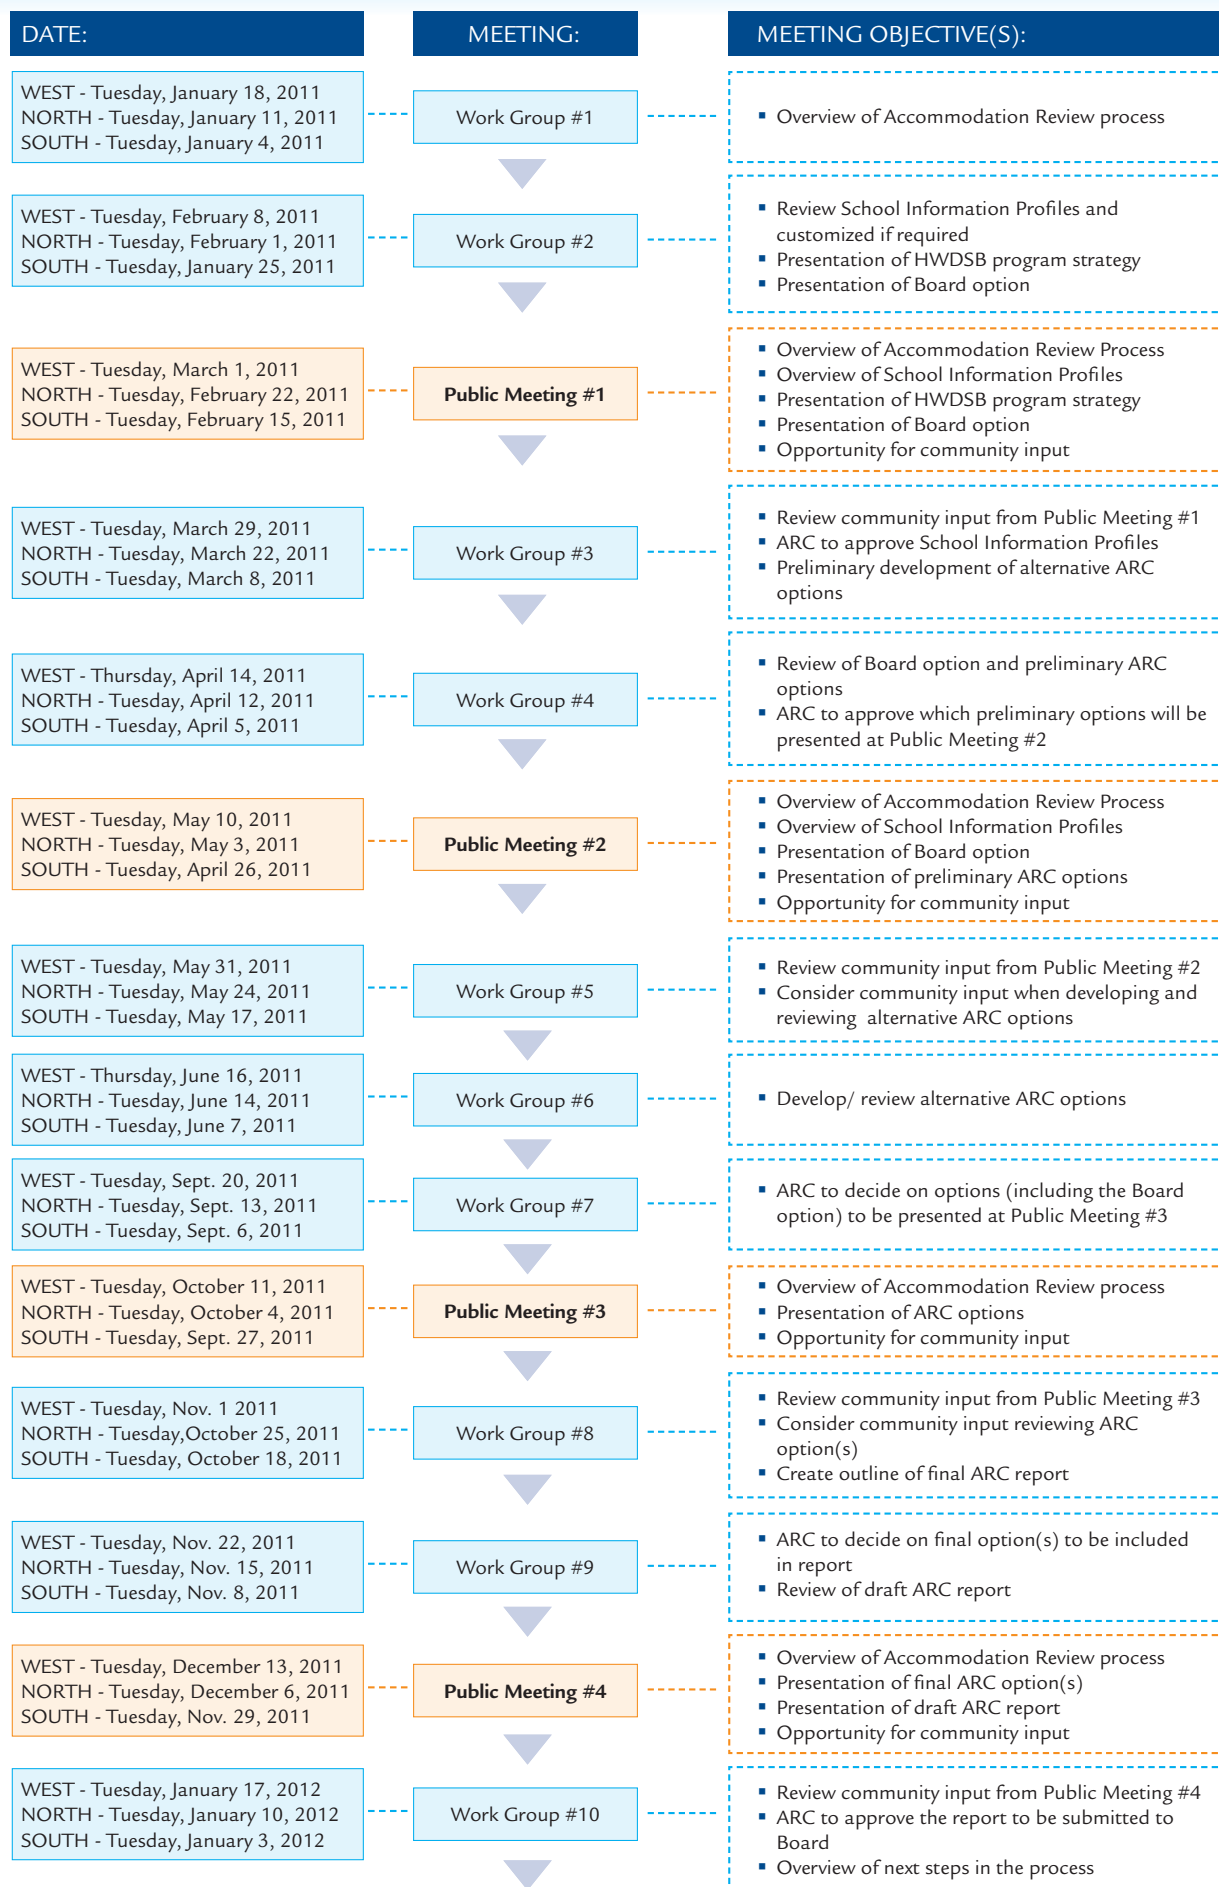 DATE:
MEETING:
MEETING OBJECTIVE(S):
WEST - Tuesday, January 18, 2011
NORTH - Tuesday, January 11, 2011
SOUTH - Tuesday, January 4, 2011
Work Group #1
▪ Overview of Accommodation Review process
WEST - Tuesday, February 8, 2011
NORTH - Tuesday, February 1, 2011
SOUTH - Tuesday, January 25, 2011
Work Group #2
▪ Review School Information Profiles and
customized if required
▪ Presentation of HWDSB program strategy
▪ Presentation of Board option
WEST - Tuesday, March 1, 2011
NORTH - Tuesday, February 22, 2011
SOUTH - Tuesday, February 15, 2011
Public Meeting #1
▪ Overview of Accommodation Review Process
▪ Overview of School Information Profiles
▪ Presentation of HWDSB program strategy
▪ Presentation of Board option
▪ Opportunity for community input
WEST - Tuesday, March 29, 2011
NORTH - Tuesday, March 22, 2011
SOUTH - Tuesday, March 8, 2011
Work Group #3
▪ Review community input from Public Meeting #1
▪ ARC to approve School Information Profiles
▪ Preliminary development of alternative ARC
options
WEST - Thursday, April 14, 2011
NORTH - Tuesday, April 12, 2011
SOUTH - Tuesday, April 5, 2011
Work Group #4
▪ Review of Board option and preliminary ARC
options
▪ ARC to approve which preliminary options will be
presented at Public Meeting #2
WEST - Tuesday, May 10, 2011
NORTH - Tuesday, May 3, 2011
SOUTH - Tuesday, April 26, 2011
Public Meeting #2
▪ Overview of Accommodation Review Process
▪ Overview of School Information Profiles
▪ Presentation of Board option
▪ Presentation of preliminary ARC options
▪ Opportunity for community input
WEST - Tuesday, May 31, 2011
NORTH - Tuesday, May 24, 2011
SOUTH - Tuesday, May 17, 2011
Work Group #5
▪ Review community input from Public Meeting #2
▪ Consider community input when developing and
reviewing alternative ARC options
WEST - Thursday, June 16, 2011
NORTH - Tuesday, June 14, 2011
SOUTH - Tuesday, June 7, 2011
Work Group #6
▪ Develop/ review alternative ARC options
WEST - Tuesday, Sept. 20, 2011
NORTH - Tuesday, Sept. 13, 2011
SOUTH - Tuesday, Sept. 6, 2011
Work Group #7
▪ ARC to decide on options (including the Board
option) to be presented at Public Meeting #3
WEST - Tuesday, October 11, 2011
NORTH - Tuesday, October 4, 2011
SOUTH - Tuesday, Sept. 27, 2011
Public Meeting #3
▪ Overview of Accommodation Review process
▪ Presentation of ARC options
▪ Opportunity for community input
WEST - Tuesday, Nov. 1 2011
NORTH - Tuesday,October 25, 2011
SOUTH - Tuesday, October 18, 2011
Work Group #8
▪ Review community input from Public Meeting #3
▪ Consider community input reviewing ARC
option(s)
▪ Create outline of final ARC report
WEST - Tuesday, Nov. 22, 2011
NORTH - Tuesday, Nov. 15, 2011
SOUTH - Tuesday, Nov. 8, 2011
Work Group #9
▪ ARC to decide on final option(s) to be included
in report
▪ Review of draft ARC report
WEST - Tuesday, December 13, 2011
NORTH - Tuesday, December 6, 2011
SOUTH - Tuesday, Nov. 29, 2011
Public Meeting #4
▪ Overview of Accommodation Review process
▪ Presentation of final ARC option(s)
▪ Presentation of draft ARC report
▪ Opportunity for community input
WEST - Tuesday, January 17, 2012
NORTH - Tuesday, January 10, 2012
SOUTH - Tuesday, January 3, 2012
Work Group #10
▪ Review community input from Public Meeting #4
▪ ARC to approve the report to be submitted to
Board
▪ Overview of next steps in the process